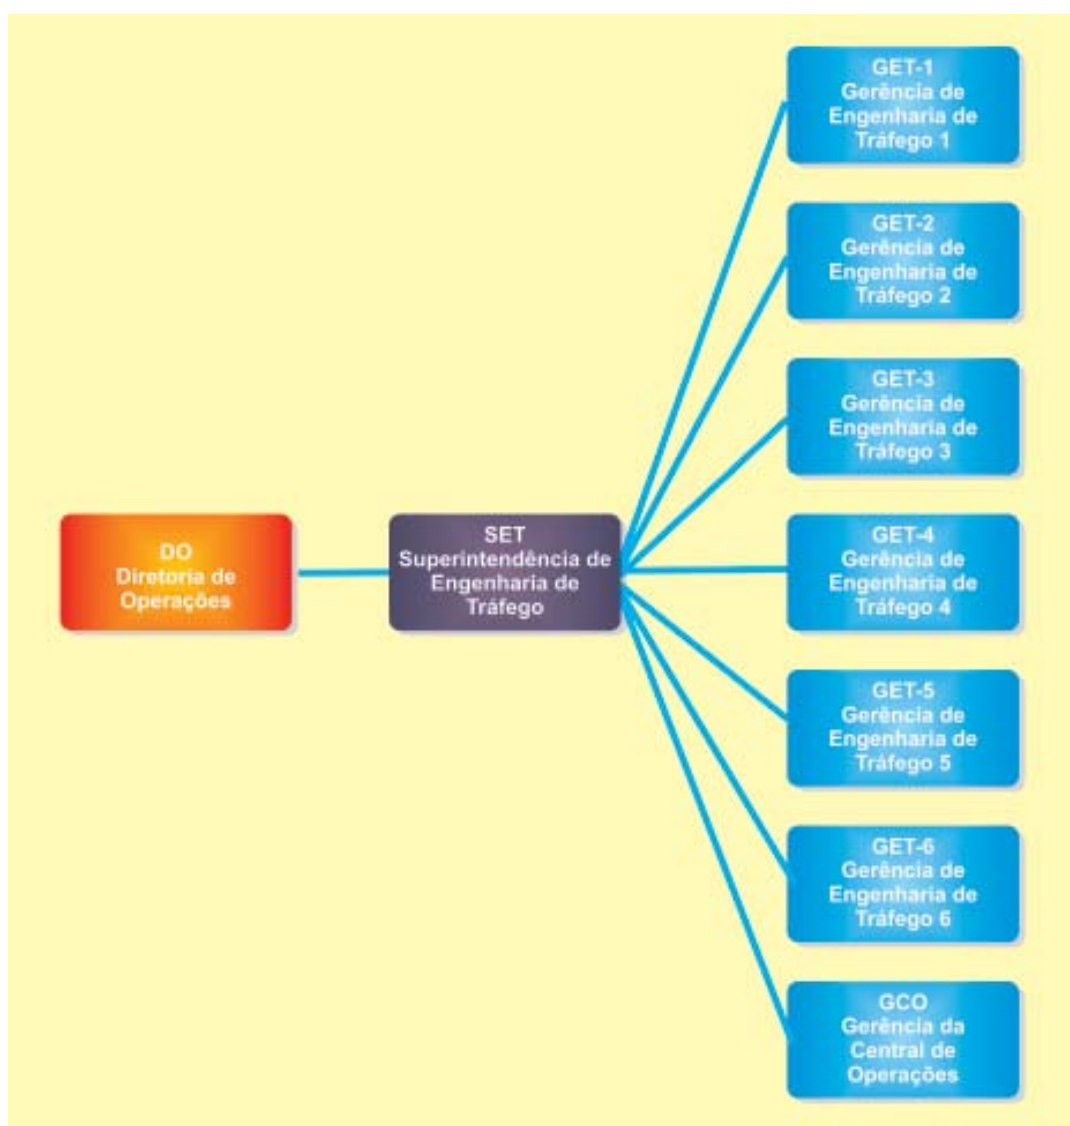 DO
Diretoria de
Operações
SET
Superintendência de
Engenharia de
Tráfego
GET-1
Gerência de
Engenharia de
Tráfego 1
GET-2
Gerência de
Engenharia de
Tráfego 2
GET-3
Gerência de
Engenharia de
Tráfego 3
GET-4
Gerência de
Engenharia de
Tráfego 4
GET-5
Gerência de
Engenharia de
Tráfego 5
GET-6
Gerência de
Engenharia de
Tráfego 6
GCO
Gerência da
Central de
Operações